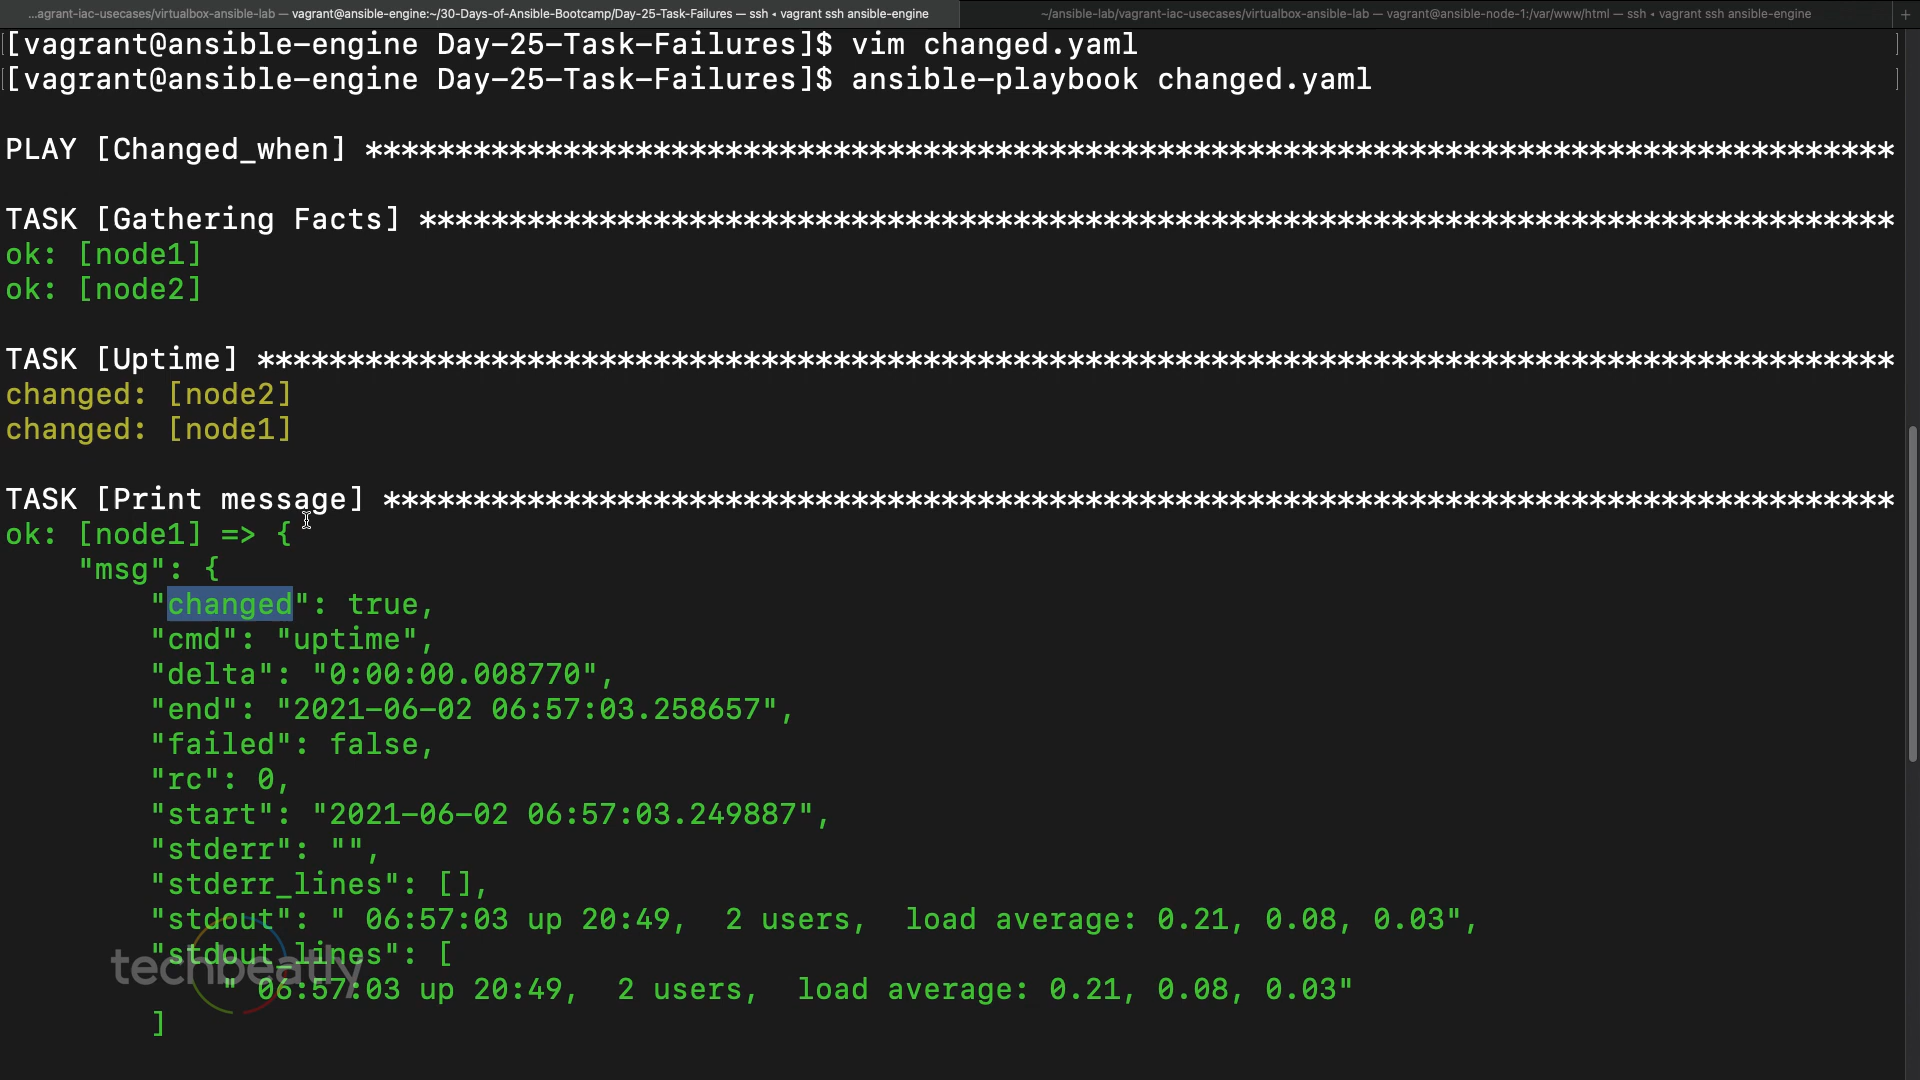 ...agrant-iac-usecases/virtualbox-ansible-lab — vagrant@ansible-engine:~/30-Days-of-Ansible-Bootcamp/Day-25-Task-Failures — ssh • vagrant ssh ansible-engine
~/ansible-lab/vagrant-iac-usecases/virtualbox-ansible-lab — vagrant@ansible-node-1:/var/www/html — ssh • vagrant ssh ansible-engine
+
[vagrant@ansible-engine Day-25-Task-Failures]$ vim changed.yaml
[vagrant@ansible-engine Day-25-Task-Failures]$ ansible-playbook changed.yaml
PLAY [Changed_when] *************************************************************************************
TASK [Gathering Facts] **********************************************************************************
ok: [node1]
ok: [node2]
TASK [Uptime] *******************************************************************************************
changed: [node2]
changed: [node1]
TASK [Print message] ************************************************************************************
ok: [node1] => {
    "msg": {
        "changed": true,
        "cmd": "uptime",
        "delta": "0:00:00.008770",
        "end": "2021-06-02 06:57:03.258657",
        "failed": false,
        "rc": 0,
        "start": "2021-06-02 06:57:03.249887",
        "stderr": "",
        "stderr_lines": [],
        "stdout": " 06:57:03 up 20:49,  2 users,  load average: 0.21, 0.08, 0.03",
        "stdout_lines": [
techbeatly
            " 06:57:03 up 20:49,  2 users,  load average: 0.21, 0.08, 0.03"
        ]